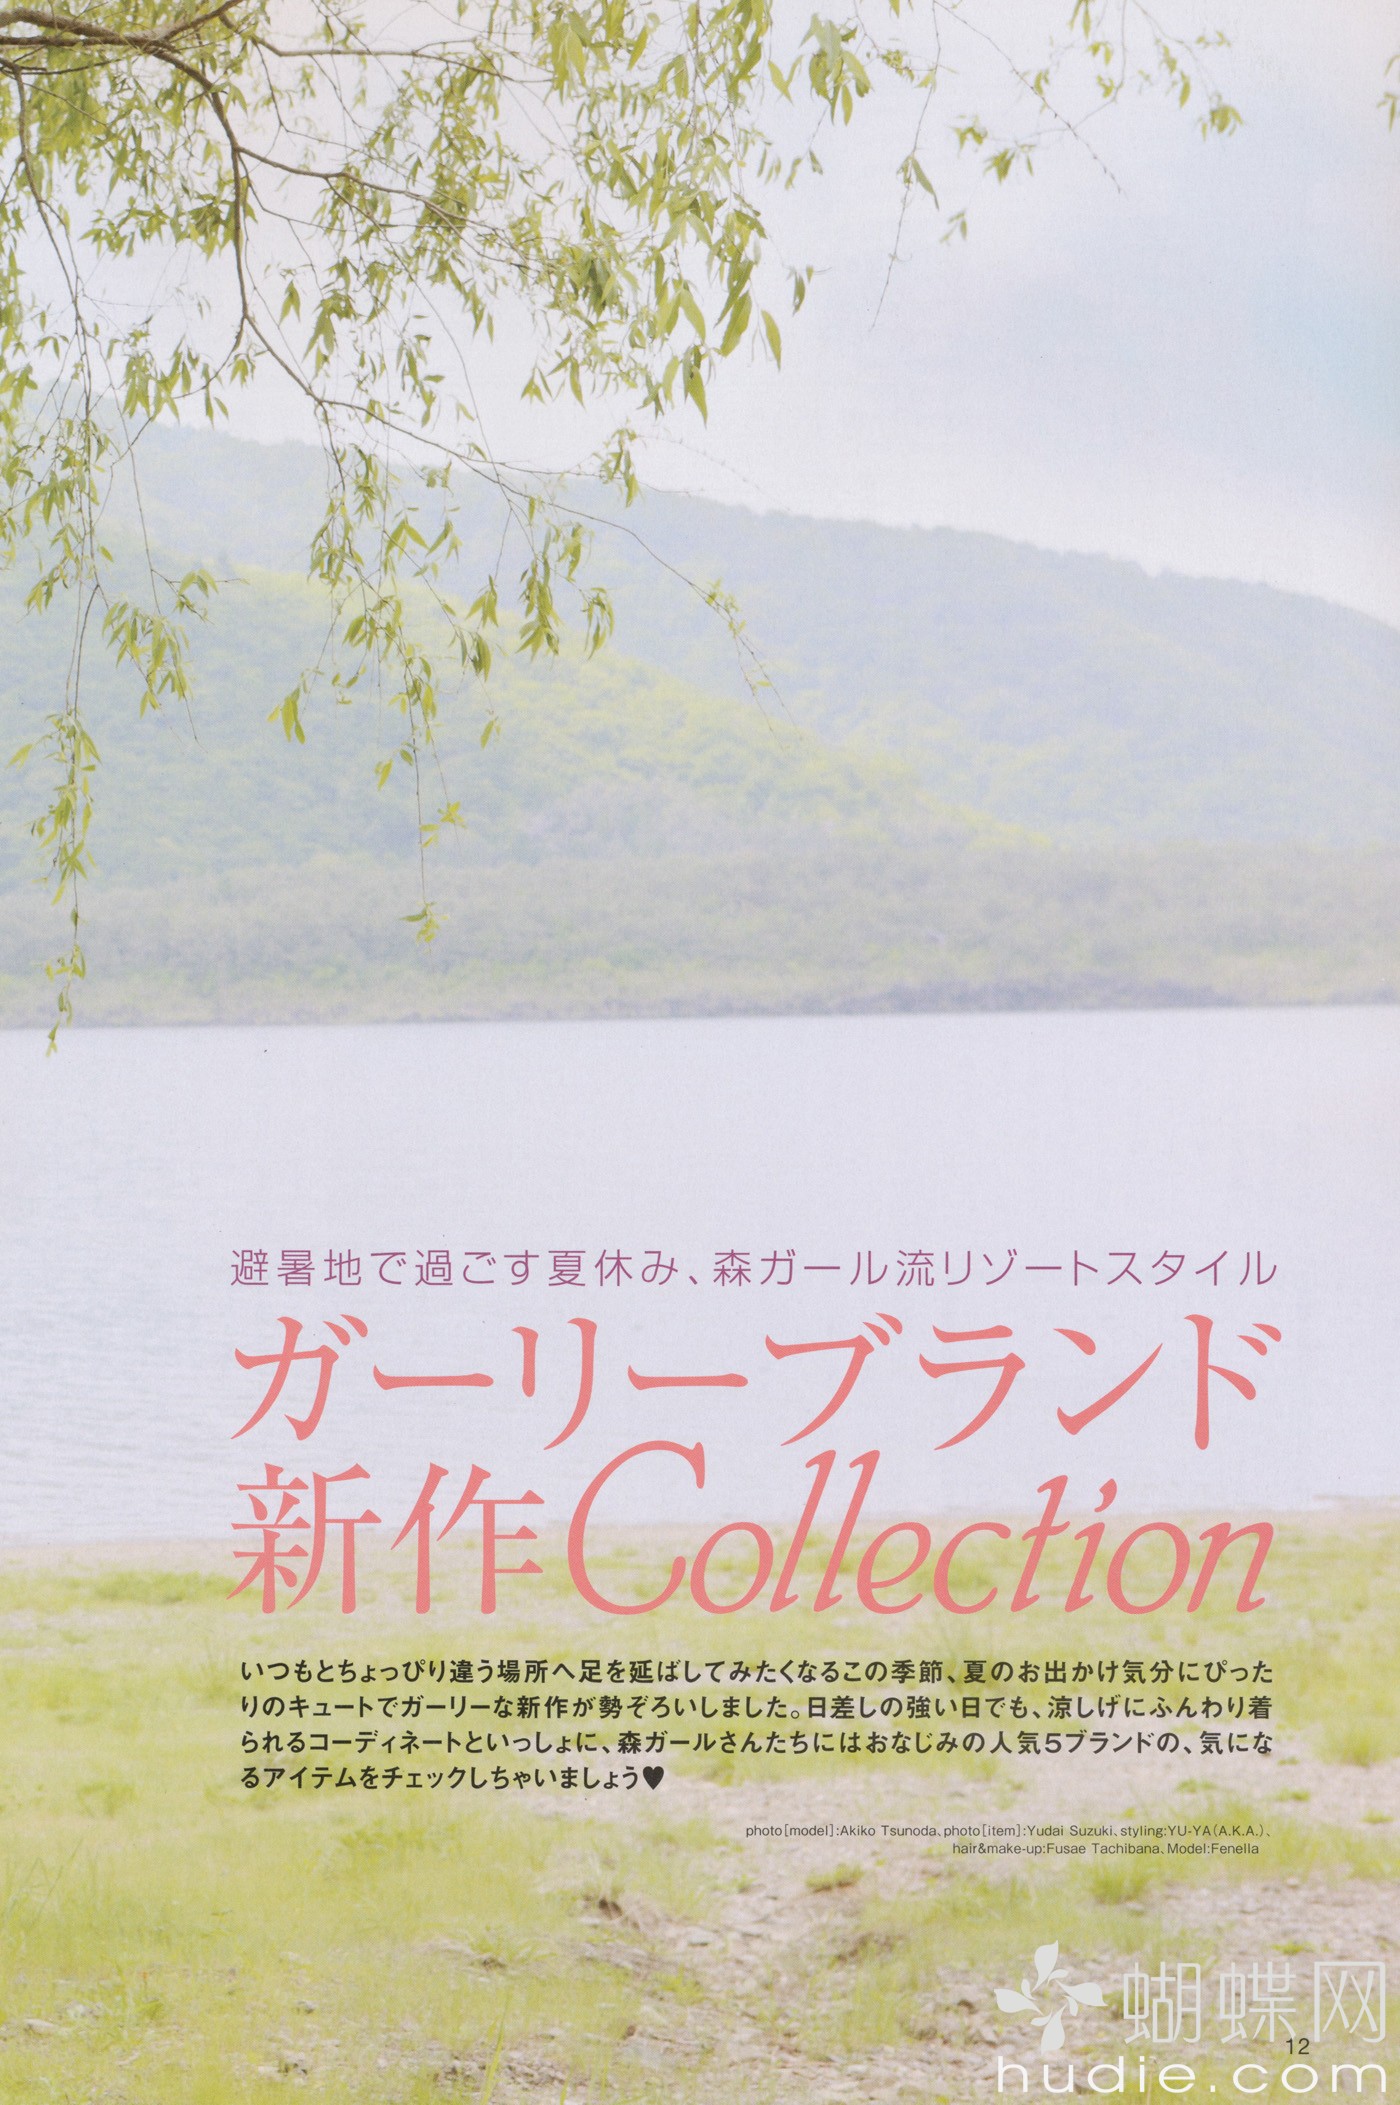 避暑地で過ごす夏休み、森ガール流リゾートスタイル
ガーリーブランド
新作Collection
いつもとちょっぴり違う場所へ足を延ばしてみたくなるこの季節、夏のお出かけ気分にぴった
りのキュートでガーリーな新作が勢ぞろいしました。日差しの強い日でも、涼しげにふんわり着
られるコーディネートといっしょに、森ガールさんたちにはおなじみの人気5ブランドの、気にな
るアイテムをチェックしちゃいましょう♥
photo[model]:Akiko Tsunoda、photo[item]:Yudai Suzuki、styling:YU-YA(A.K.A.)、
hair&make-up:Fusae Tachibana、Model:Fenella
蝴蝶网
12
hudie.com